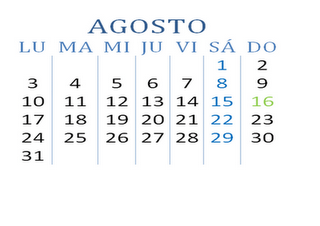 AGOSTO
LU MA MI JU VI SÁ DO
1 2
3 4 5 6 7 8 9
10 11 12 13 14 15 16
17 18 19 20 21 22 23
24 25 26 27 28 29 30
31